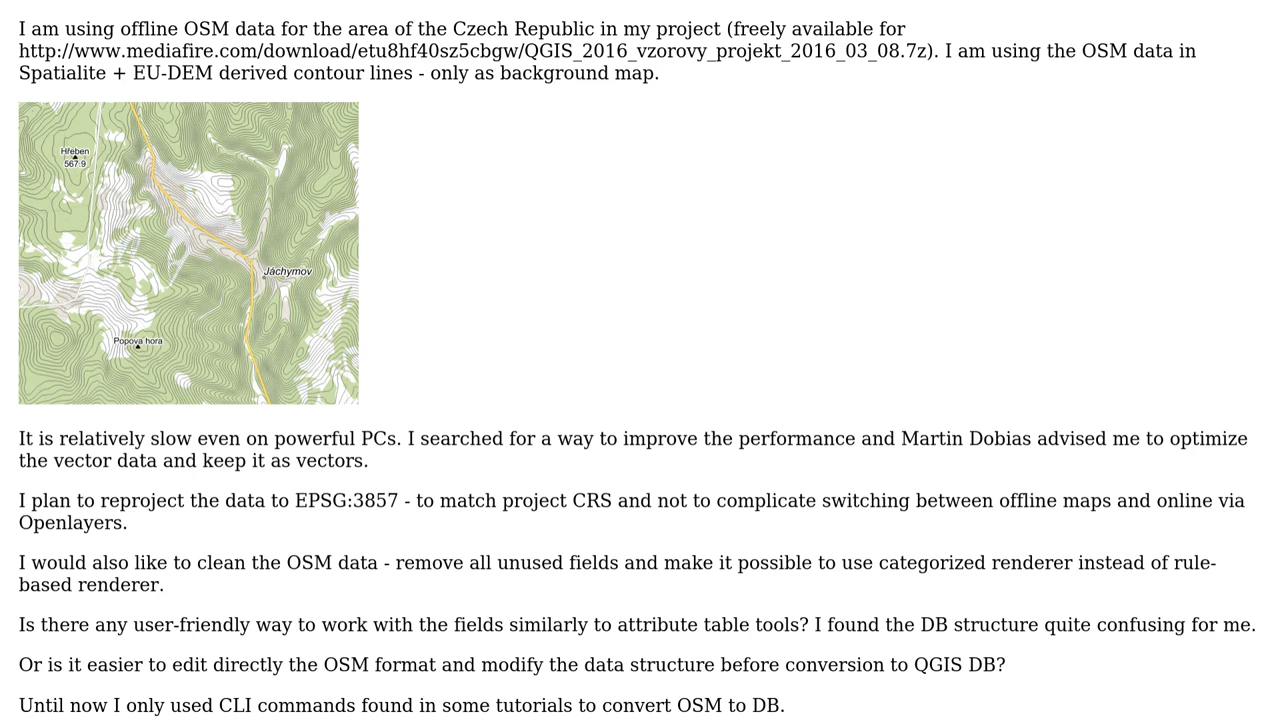 I am using offline OSM data for the area of the Czech Republic in my project (freely available for
http://www.mediafire.com/download/etu8hf40sz5cbgw/QGIS_2016_vzorovy_projekt_2016_03_08.7z). I am using the OSM data in
Spatialite + EU-DEM derived contour lines - only as background map.
Hřeben
567.9
Jáchymov
Popova hora
It is relatively slow even on powerful PCs. I searched for a way to improve the performance and Martin Dobias advised me to optimize
the vector data and keep it as vectors.
I plan to reproject the data to EPSG:3857 - to match project CRS and not to complicate switching between offline maps and online via
Openlayers.
I would also like to clean the OSM data - remove all unused fields and make it possible to use categorized renderer instead of rule-
based renderer.
Is there any user-friendly way to work with the fields similarly to attribute table tools? I found the DB structure quite confusing for me.
Or is it easier to edit directly the OSM format and modify the data structure before conversion to QGIS DB?
Until now I only used CLI commands found in some tutorials to convert OSM to DB.